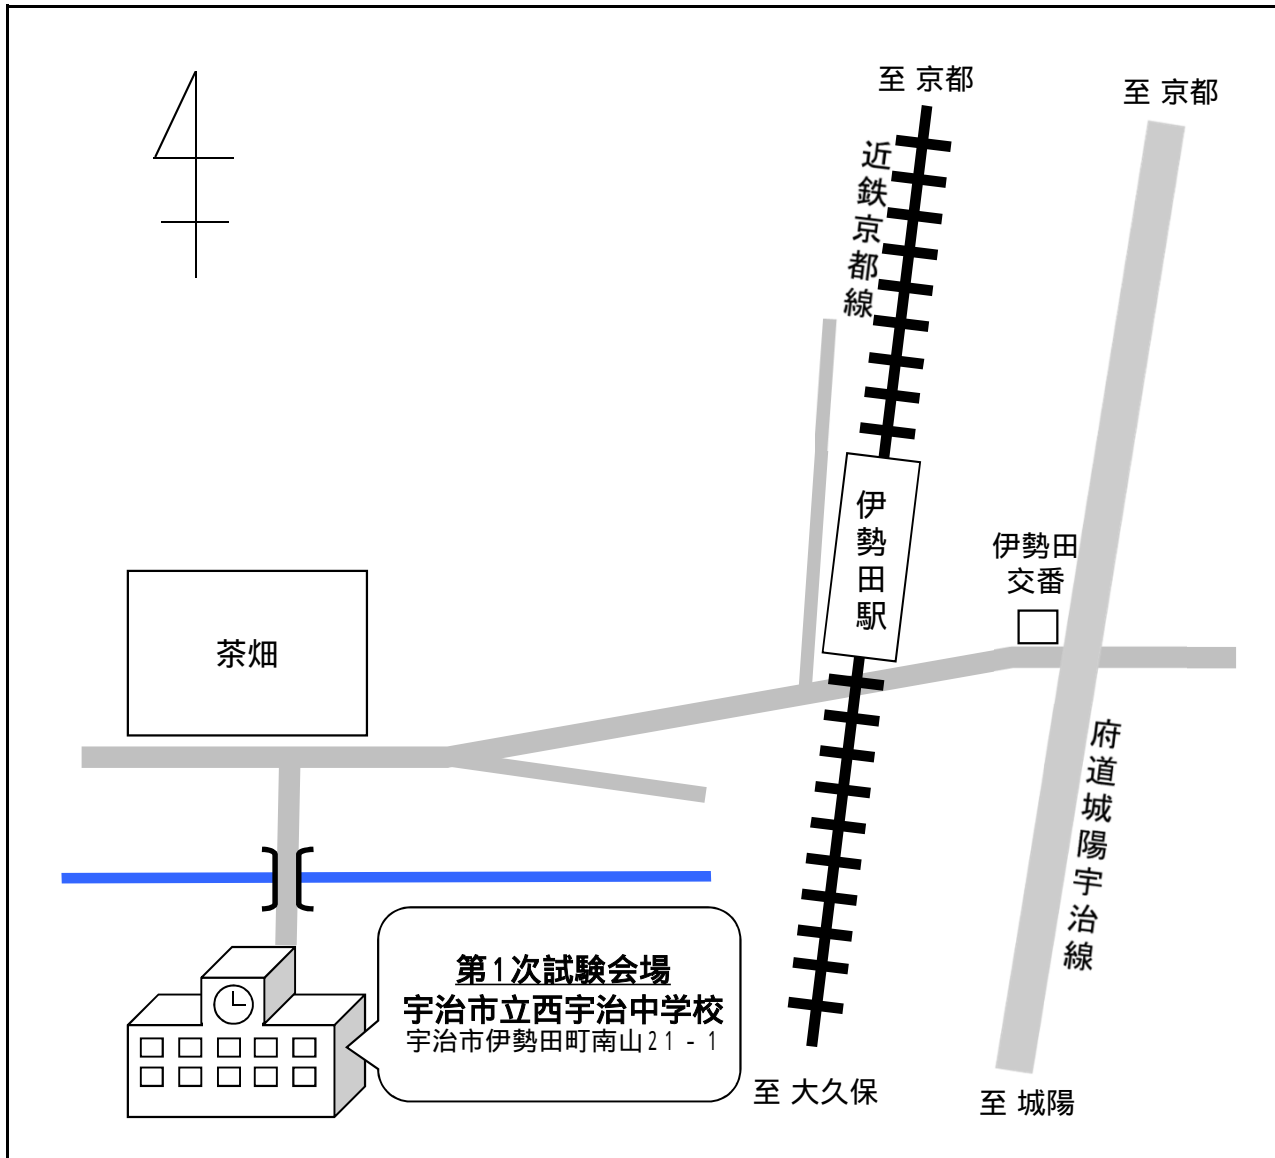 至 京都
至 京都
近鉄京都線
伊勢田駅
伊勢田
交番
茶畑
府道城陽宇治線
第1次試験会場
宇治市立西宇治中学校
宇治市伊勢田町南山21-1
至 大久保
至 城陽